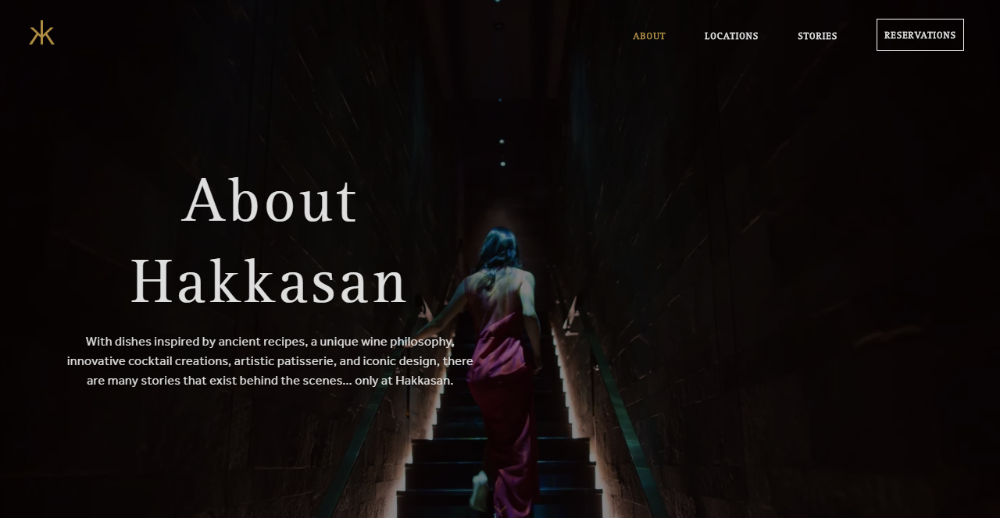 ABOUT
LOCATIONS
STORIES
RESERVATIONS
About
Hakkasan
With dishes inspired by ancient recipes, a unique wine philosophy,
innovative cocktail creations, artistic patisserie, and iconic design, there
are many stories that exist behind the scenes... only at Hakkasan.